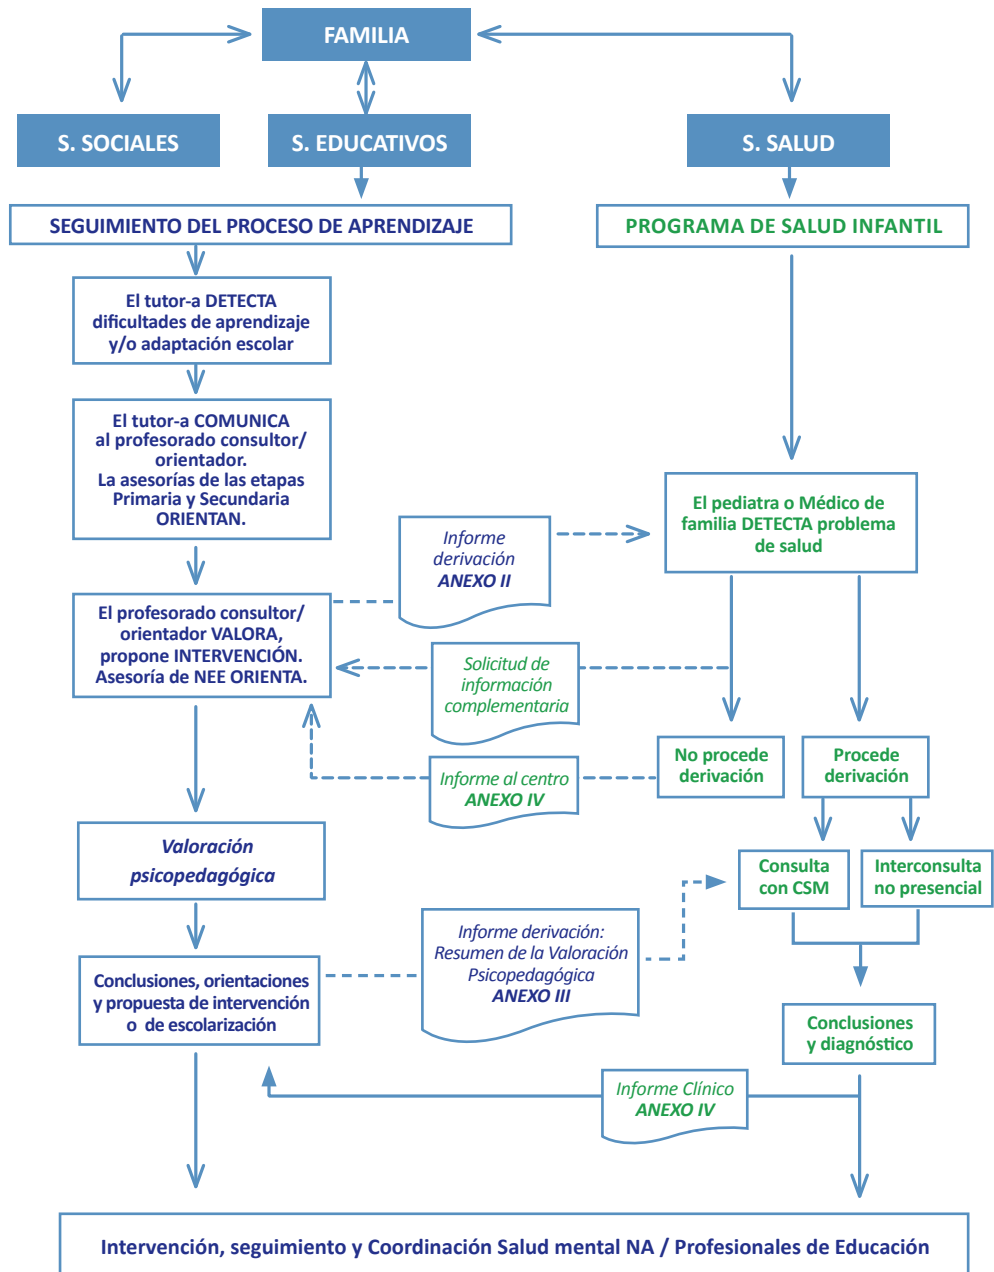 FAMILIA
S. SOCIALES
S. EDUCATIVOS
S. SALUD
SEGUIMIENTO DEL PROCESO DE APRENDIZAJE
PROGRAMA DE SALUD INFANTIL
El tutor-a DETECTA
dificultades de aprendizaje
y/o adaptación escolar
El tutor-a COMUNICA
al profesorado consultor/
orientador.
La asesorías de las etapas
Primaria y Secundaria
ORIENTAN.
El pediatra o Médico de
familia DETECTA problema
de salud
Informe
derivación
ANEXO II
El profesorado consultor/
orientador VALORA,
propone INTERVENCIÓN.
Asesoría de NEE ORIENTA.
Solicitud de
información
complementaria
No procede
derivación
Procede
derivación
Informe al centro
ANEXO IV
Valoración
psicopedagógica
Consulta
con CSM
Interconsulta
no presencial
Informe derivación:
Resumen de la Valoración
Psicopedagógica
ANEXO III
Conclusiones, orientaciones
y propuesta de intervención
o de escolarización
Conclusiones
y diagnóstico
Informe Clínico
ANEXO IV
Intervención, seguimiento y Coordinación Salud mental NA / Profesionales de Educación